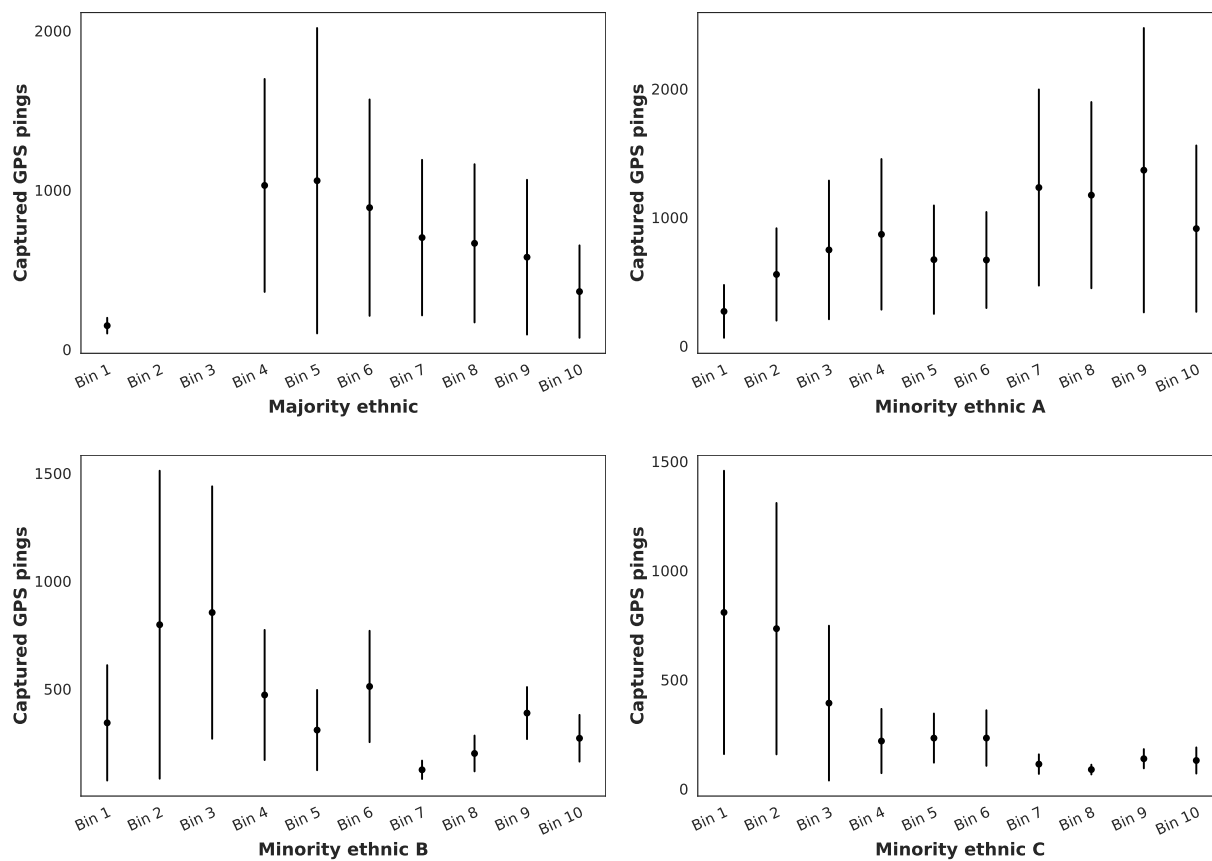 Captured GPS pings
2000
1000
0
Bin 1 Bin 2 Bin 3 Bin 4 Bin 5 Bin 6 Bin 7 Bin 8 Bin 9 Bin 10
Majority ethnic
Captured GPS pings
2000
1000
0
Bin 1 Bin 2 Bin 3 Bin 4 Bin 5 Bin 6 Bin 7 Bin 8 Bin 9 Bin 10
Minority ethnic A
Captured GPS pings
1500
1000
500
Bin 1 Bin 2 Bin 3 Bin 4 Bin 5 Bin 6 Bin 7 Bin 8 Bin 9 Bin 10
Minority ethnic B
Captured GPS pings
1500
1000
500
0
Bin 1 Bin 2 Bin 3 Bin 4 Bin 5 Bin 6 Bin 7 Bin 8 Bin 9 Bin 10
Minority ethnic C